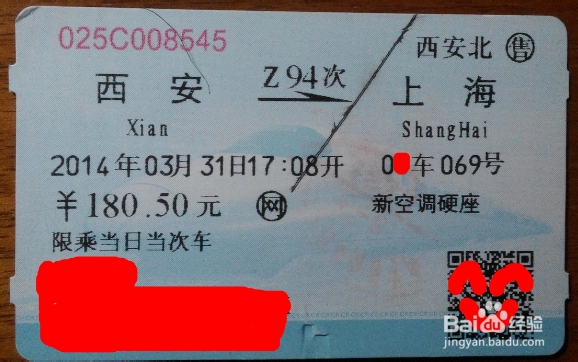 025C008545
西安北 售
西安 Z94次 上海
Xian ShangHai
2014年03月31日17:08开 0车069号
¥180.50元 网 新空调硬座
限乘当日当次车
Baidu经验
jingyan.baidu.com